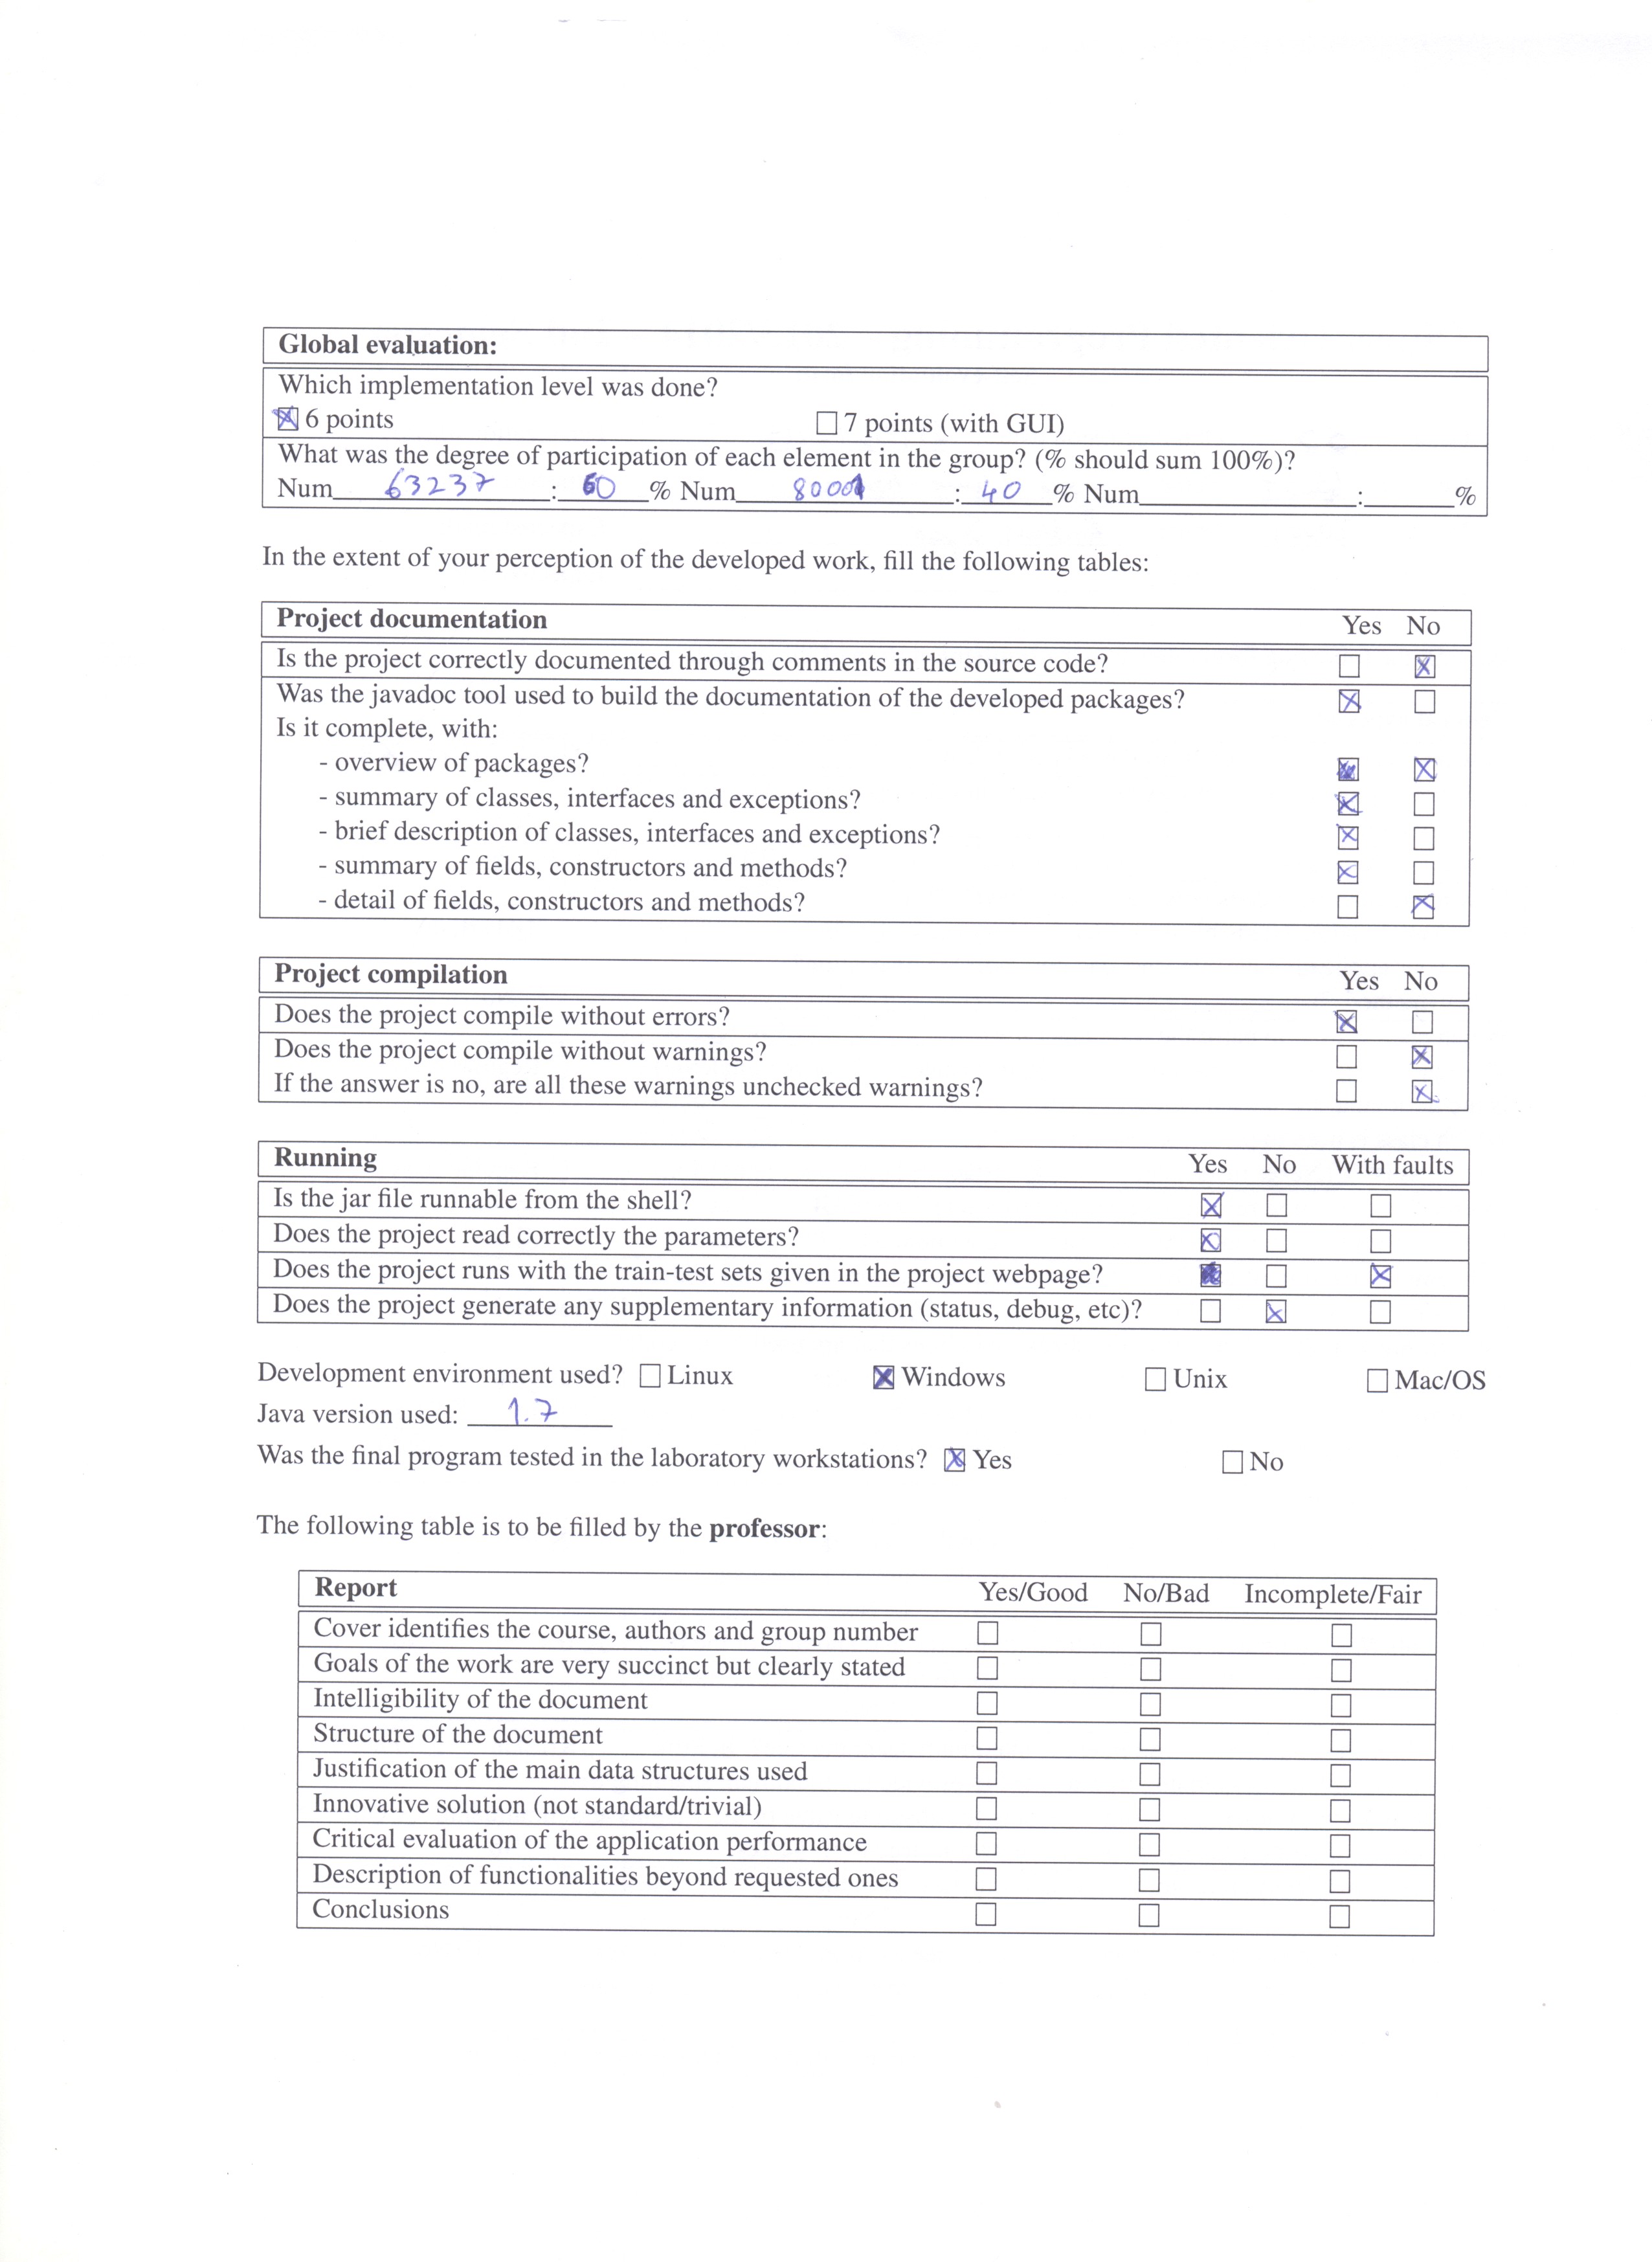 Global evaluation:
Which implementation level was done?
☒ 6 points ☐ 7 points (with GUI)
What was the degree of participation of each element in the group? (% should sum 100%)?
Num 63237 : 60 % Num 80001 : 40 % Num : %
In the extent of your perception of the developed work, fill the following tables:
Project documentation Yes No
Is the project correctly documented through comments in the source code? ☐ ☒
Was the javadoc tool used to build the documentation of the developed packages? ☒ ☐
Is it complete, with:
- overview of packages? ■ ☒
- summary of classes, interfaces and exceptions? ☒ ☐
- brief description of classes, interfaces and exceptions? ☒ ☐
- summary of fields, constructors and methods? ☒ ☐
- detail of fields, constructors and methods? ☐ ☒
Project compilation Yes No
Does the project compile without errors? ☒ ☐
Does the project compile without warnings? ☐ ☒
If the answer is no, are all these warnings unchecked warnings? ☐ ☒
Running Yes No With faults
Is the jar file runnable from the shell? ☒ ☐ ☐
Does the project read correctly the parameters? ☒ ☐ ☐
Does the project runs with the train-test sets given in the project webpage? ■ ☐ ☒
Does the project generate any supplementary information (status, debug, etc)? ☐ ☒ ☐
Development environment used? ☐ Linux ☒ Windows ☐ Unix ☐ Mac/OS
Java version used: 1.7
Was the final program tested in the laboratory workstations? ☒ Yes ☐ No
The following table is to be filled by the professor:
Report Yes/Good No/Bad Incomplete/Fair
Cover identifies the course, authors and group number ☐ ☐ ☐
Goals of the work are very succinct but clearly stated ☐ ☐ ☐
Intelligibility of the document ☐ ☐ ☐
Structure of the document ☐ ☐ ☐
Justification of the main data structures used ☐ ☐ ☐
Innovative solution (not standard/trivial) ☐ ☐ ☐
Critical evaluation of the application performance ☐ ☐ ☐
Description of functionalities beyond requested ones ☐ ☐ ☐
Conclusions ☐ ☐ ☐